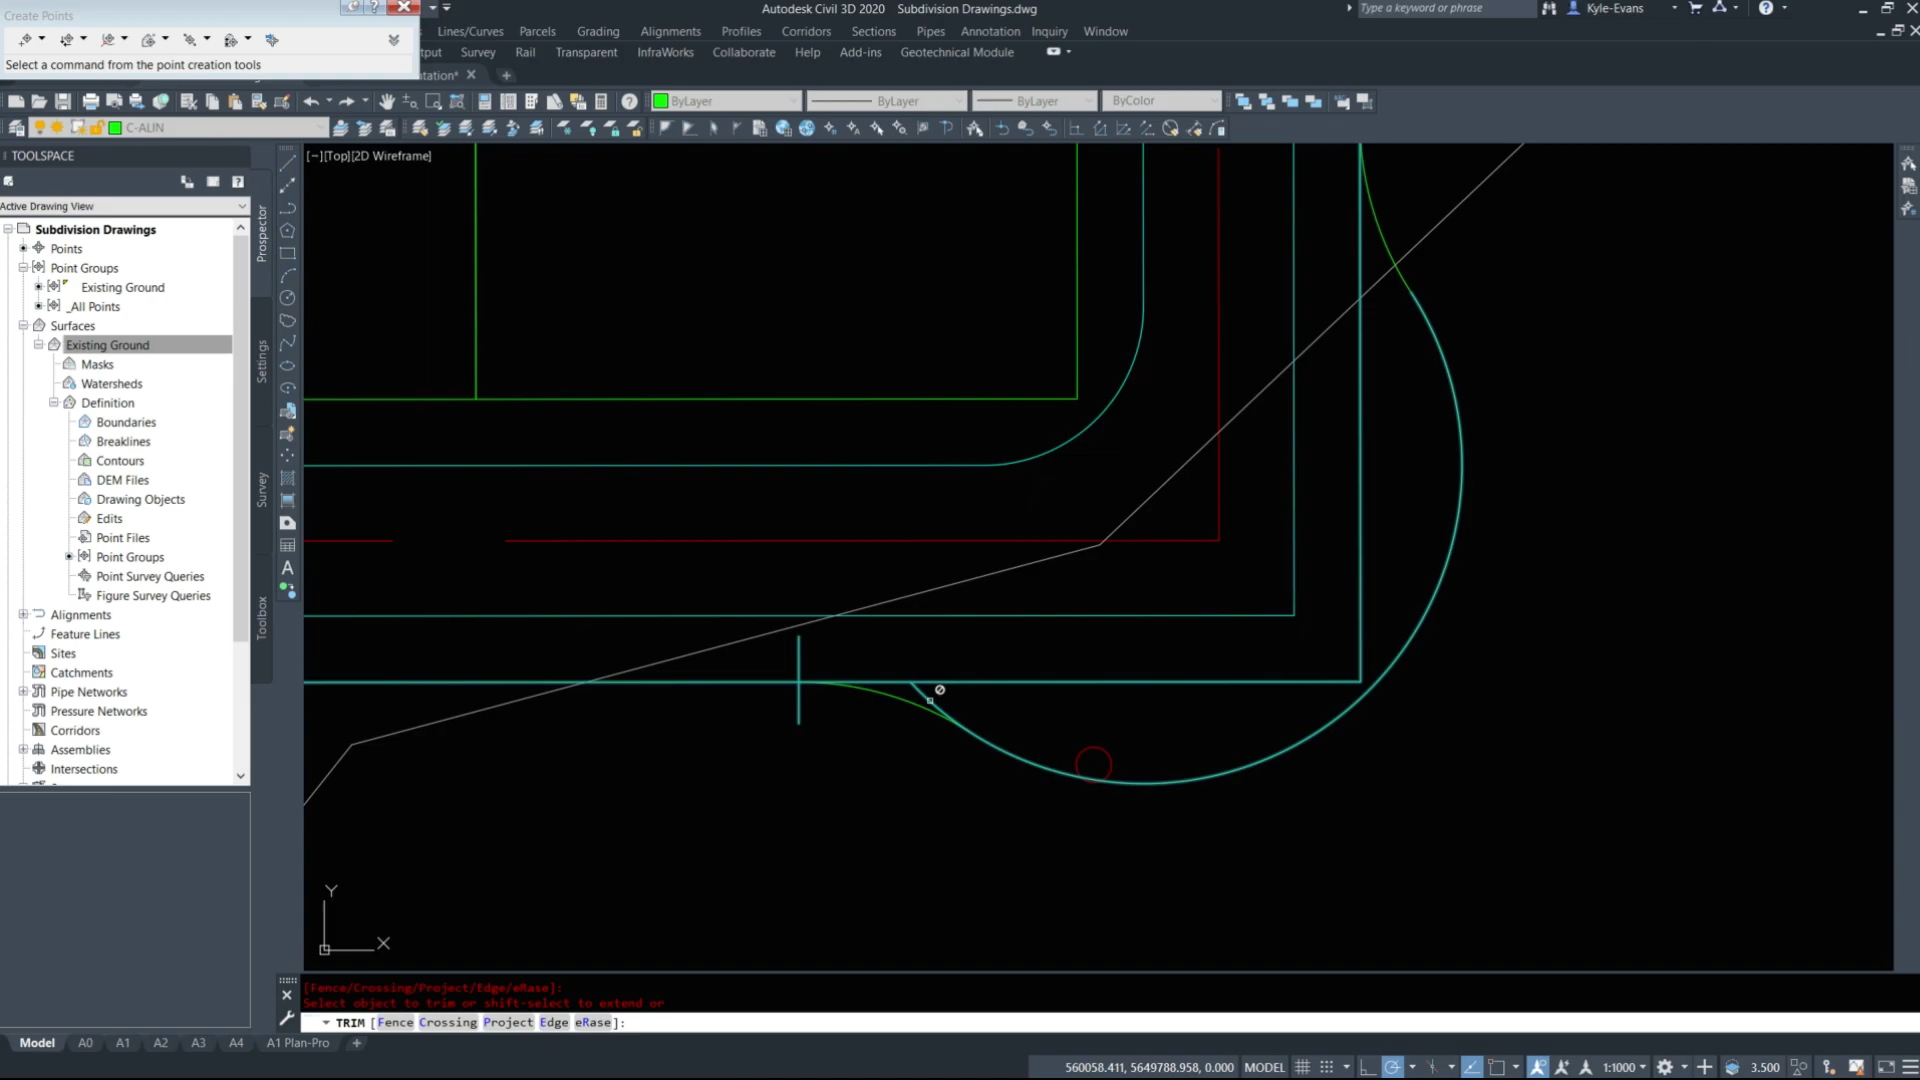 Create Points
Select a command from the point creation tools
Autodesk Civil 3D 2020 Subdivision Drawings.dwg
Type a keyword or phrase
Kyle-Evans
Lines/Curves Parcels Grading Alignments Profiles Corridors Sections Pipes Annotation Inquiry Window
tput Survey Rail Transparent InfraWorks Collaborate Help Add-ins Geotechnical Module
tation*
ByLayer ByLayer ByLayer ByColor
C-ALIN
TOOLSPACE
[−][Top][2D Wireframe]
Active Drawing View
Subdivision Drawings
Points
Point Groups
Existing Ground
_All Points
Surfaces
Existing Ground
Masks
Watersheds
Definition
Boundaries
Breaklines
Contours
DEM Files
Drawing Objects
Edits
Point Files
Point Groups
Point Survey Queries
Figure Survey Queries
Alignments
Feature Lines
Sites
Catchments
Pipe Networks
Pressure Networks
Corridors
Assemblies
Intersections
Prospector
Settings
Survey
Toolbox
Y
X
[Fence/Crossing/Project/Edge/eRase]:
Select object to trim or shift-select to extend or
TRIM [Fence Crossing Project Edge eRase]:
Model A0 A1 A2 A3 A4 A1 Plan-Pro
560058.411, 5649788.958, 0.000 MODEL 1:1000 3.500